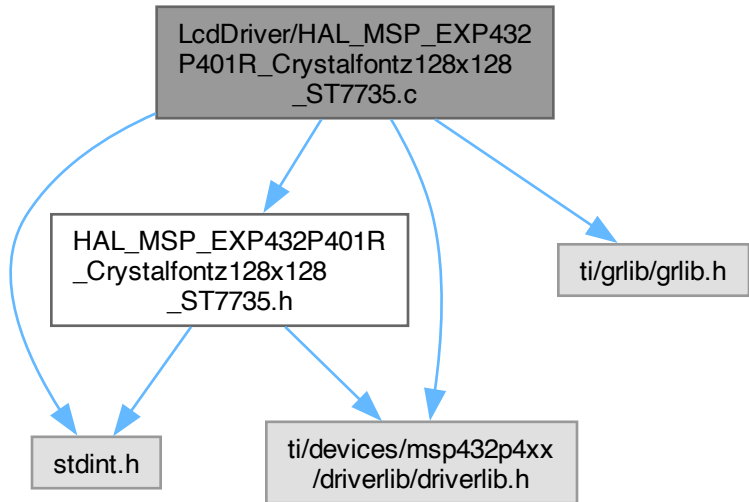 LcdDriver/HAL_MSP_EXP432
P401R_Crystalfontz128x128
_ST7735.c
HAL_MSP_EXP432P401R
_Crystalfontz128x128
_ST7735.h
ti/grlib/grlib.h
stdint.h
ti/devices/msp432p4xx
/driverlib/driverlib.h